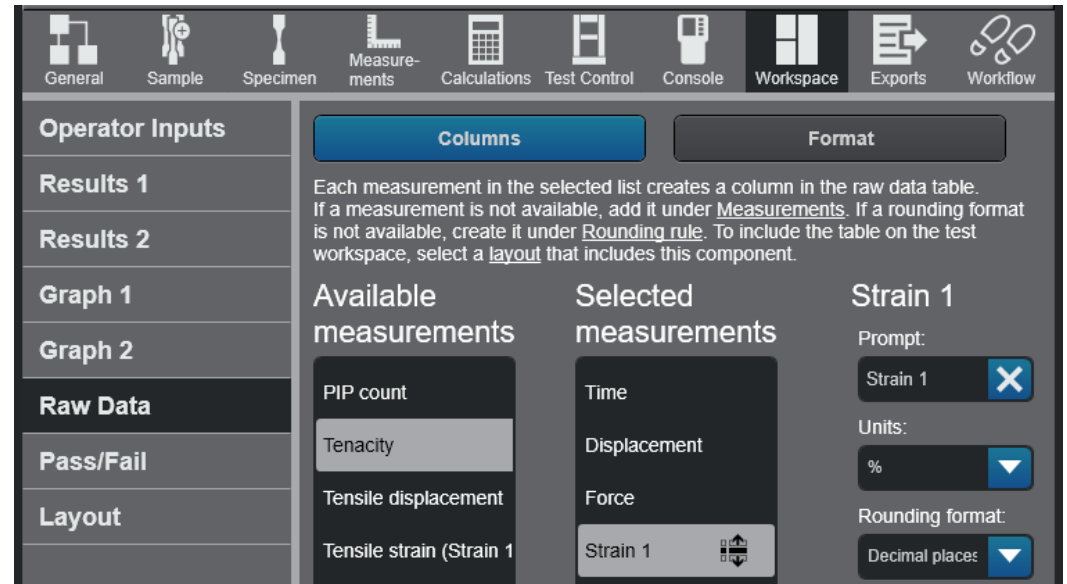 General
Sample
Specimen
Measure-
ments
Calculations
Test Control
Console
Workspace
Exports
Workflow
Operator Inputs
Results 1
Results 2
Graph 1
Graph 2
Raw Data
Pass/Fail
Layout
Columns
Format
Each measurement in the selected list creates a column in the raw data table.
If a measurement is not available, add it under Measurements. If a rounding format
is not available, create it under Rounding rule. To include the table on the test
workspace, select a layout that includes this component.
Available
measurements
PIP count
Tenacity
Tensile displacement
Tensile strain (Strain 1
Selected
measurements
Time
Displacement
Force
Strain 1
Strain 1
Prompt:
Strain 1
Units:
%
Rounding format:
Decimal places